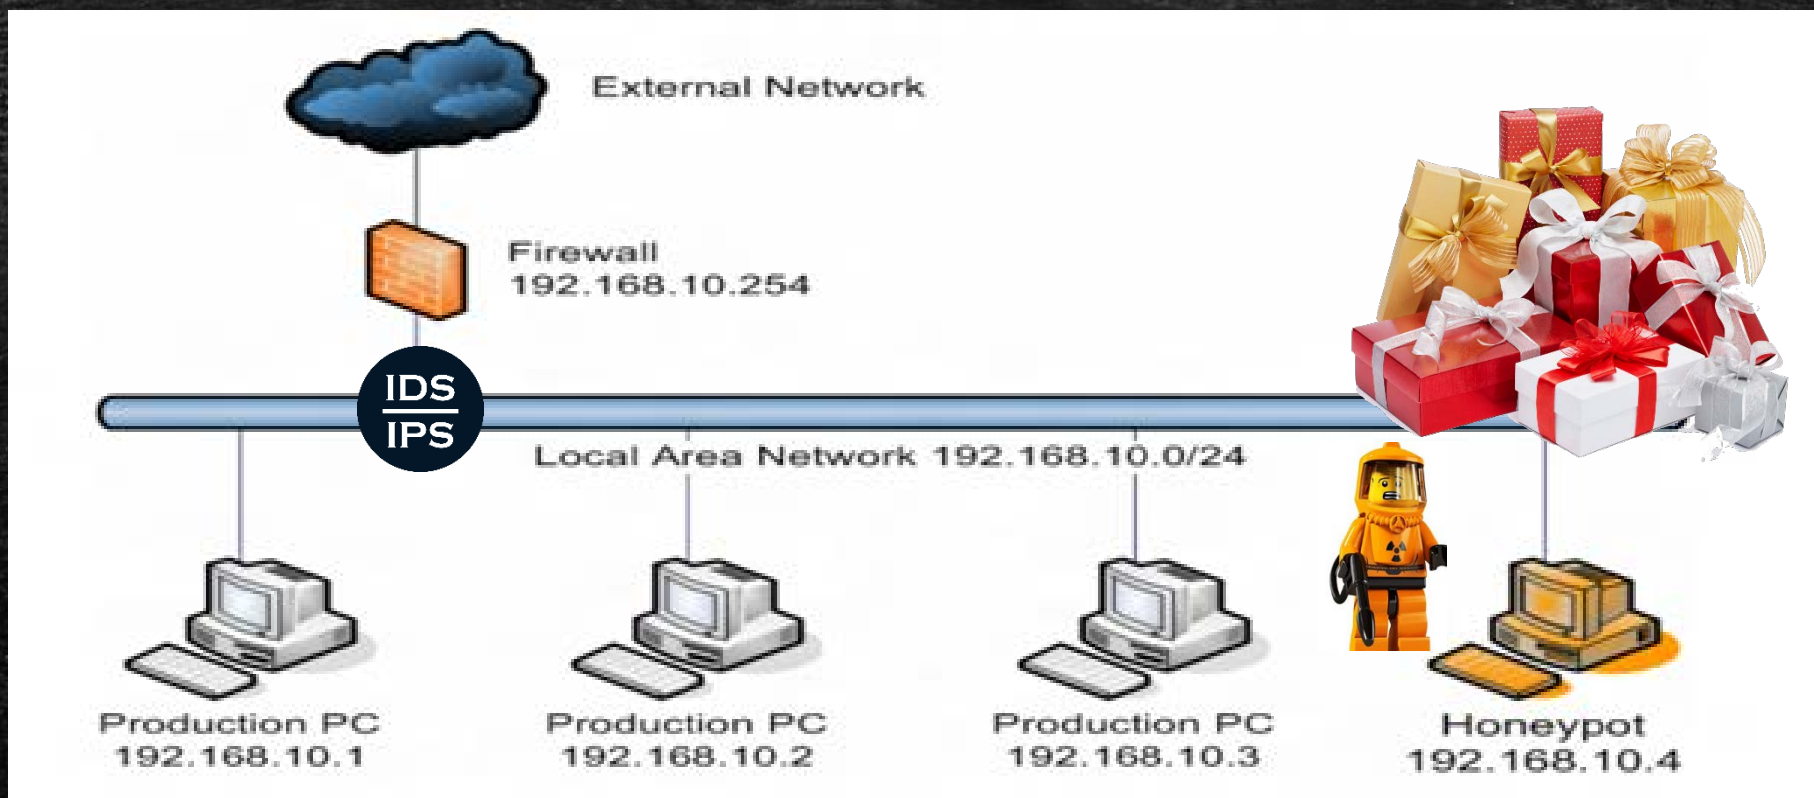 External Network
Firewall
192.168.10.254
IDS
IPS
Local Area Network 192.168.10.0/24
Production PC
192.168.10.1
Production PC
192.168.10.2
Production PC
192.168.10.3
Honeypot
192.168.10.4